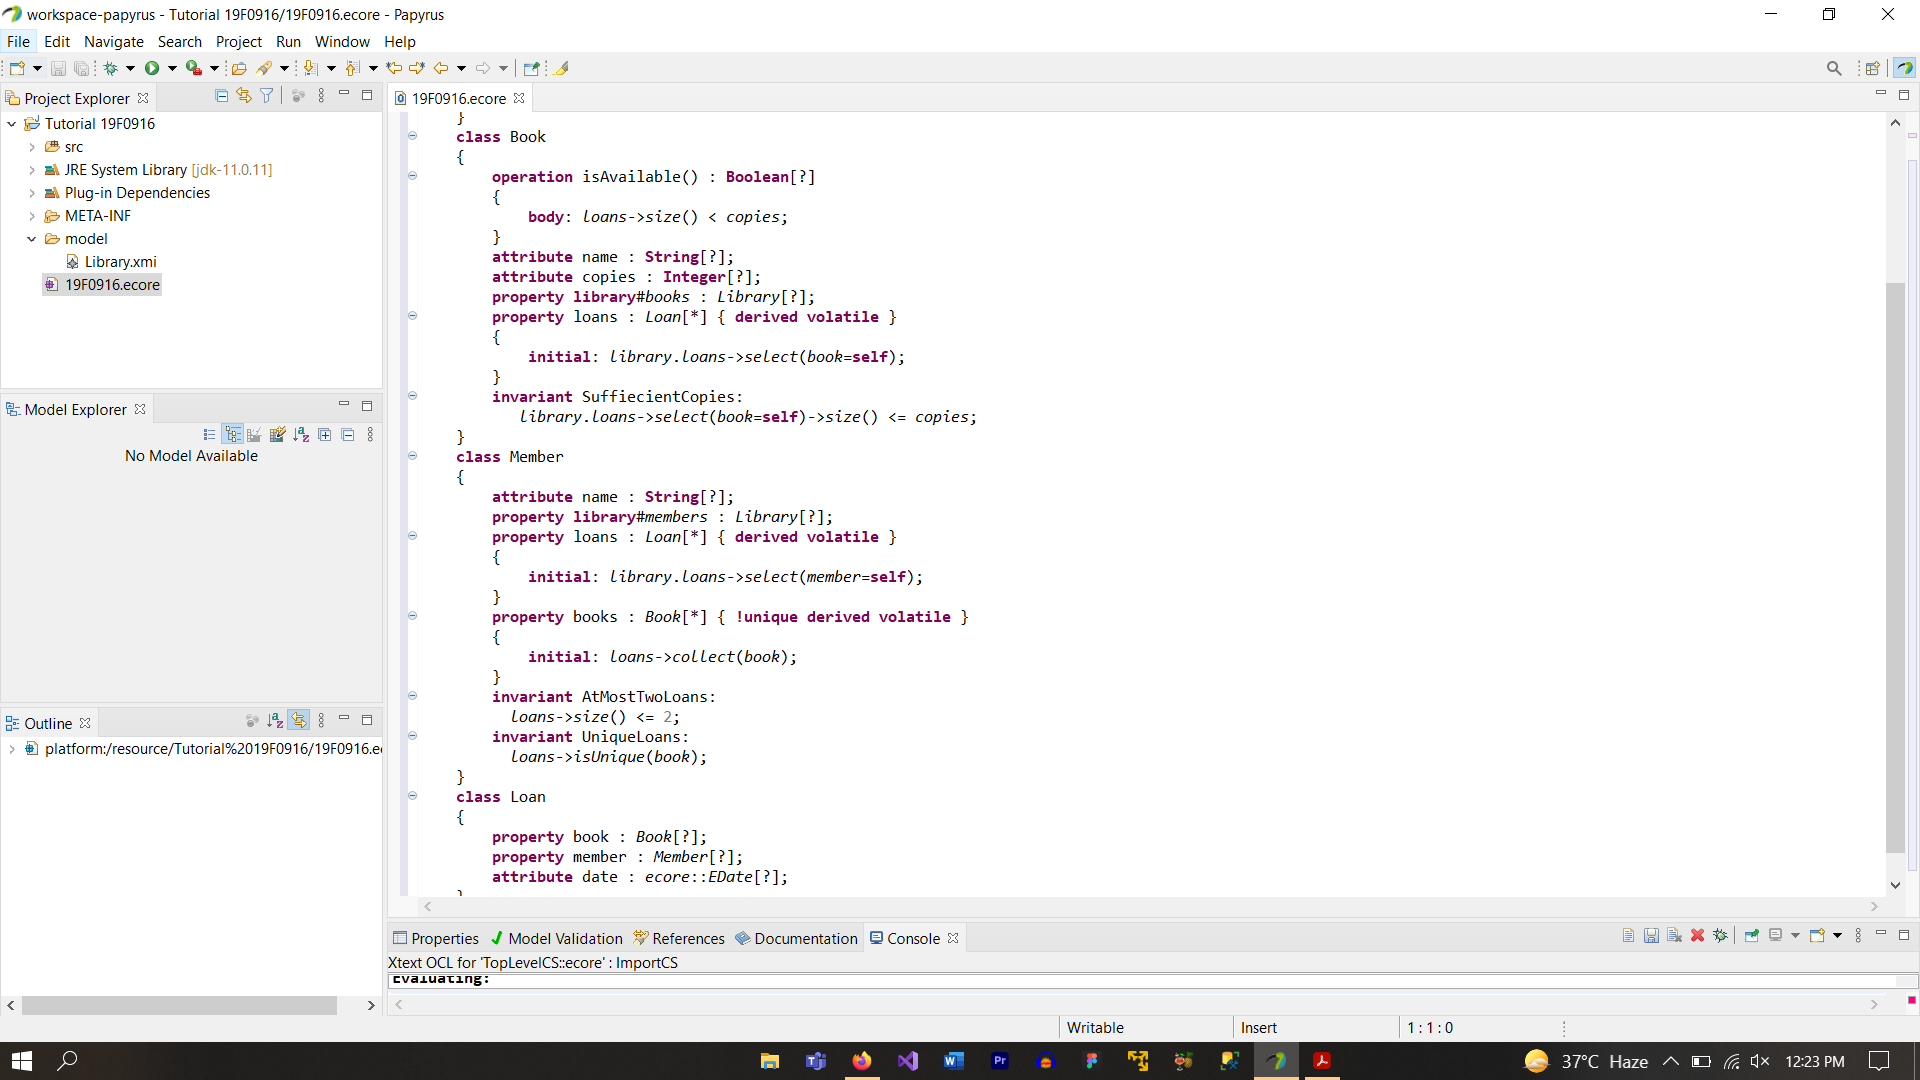 workspace-papyrus - Tutorial 19F0916/19F0916.ecore - Papyrus
File Edit Navigate Search Project Run Window Help
Project Explorer
Tutorial 19F0916
src
JRE System Library [jdk-11.0.11]
Plug-in Dependencies
META-INF
model
Library.xmi
19F0916.ecore
Model Explorer
No Model Available
Outline
platform:/resource/Tutorial%2019F0916/19F0916.e
19F0916.ecore
}
class Book
{
operation isAvailable() : Boolean[?]
{
body: loans->size() < copies;
}
attribute name : String[?];
attribute copies : Integer[?];
property library#books : Library[?];
property loans : Loan[*] { derived volatile }
{
initial: library.loans->select(book=self);
}
invariant SuffiecientCopies:
library.loans->select(book=self)->size() <= copies;
}
class Member
{
attribute name : String[?];
property library#members : Library[?];
property loans : Loan[*] { derived volatile }
{
initial: library.loans->select(member=self);
}
property books : Book[*] { !unique derived volatile }
{
initial: loans->collect(book);
}
invariant AtMostTwoLoans:
loans->size() <= 2;
invariant UniqueLoans:
loans->isUnique(book);
}
class Loan
{
property book : Book[?];
property member : Member[?];
attribute date : ecore::EDate[?];
}
Properties Model Validation References Documentation Console
Xtext OCL for 'TopLevelCS::ecore' : ImportCS
Evaluating:
Writable Insert 1 : 1 : 0
37°C Haze 12:23 PM